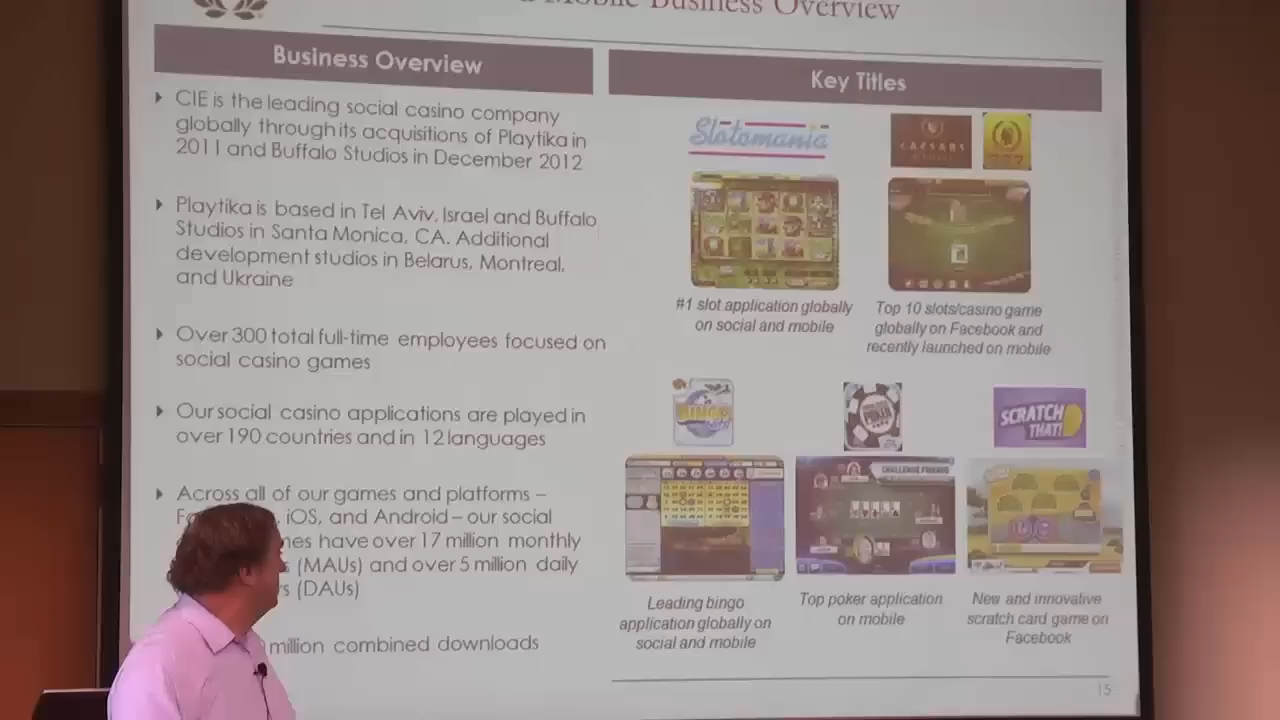 Mobile Business Overview
Business Overview
CIE is the leading social casino company
globally through its acquisitions of Playtika in
2011 and Buffalo Studios in December 2012
Playtika is based in Tel Aviv, Israel and Buffalo
Studios in Santa Monica, CA. Additional
development studios in Belarus, Montreal,
and Ukraine
Over 300 total full-time employees focused on
social casino games
Our social casino applications are played in
over 190 countries and in 12 languages
Across all of our games and platforms –
iOS, and Android – our social
have over 17 million monthly
(MAUs) and over 5 million daily
(DAUs)
million combined downloads
Key Titles
Slotomania
CAESARS
#1 slot application globally
on social and mobile
Top 10 slots/casino game
globally on Facebook and
recently launched on mobile
BINGO
POKER
SCRATCH
THAT!
CHALLENGE FRIENDS
Leading bingo
application globally on
social and mobile
Top poker application
on mobile
New and innovative
scratch card game on
Facebook
15